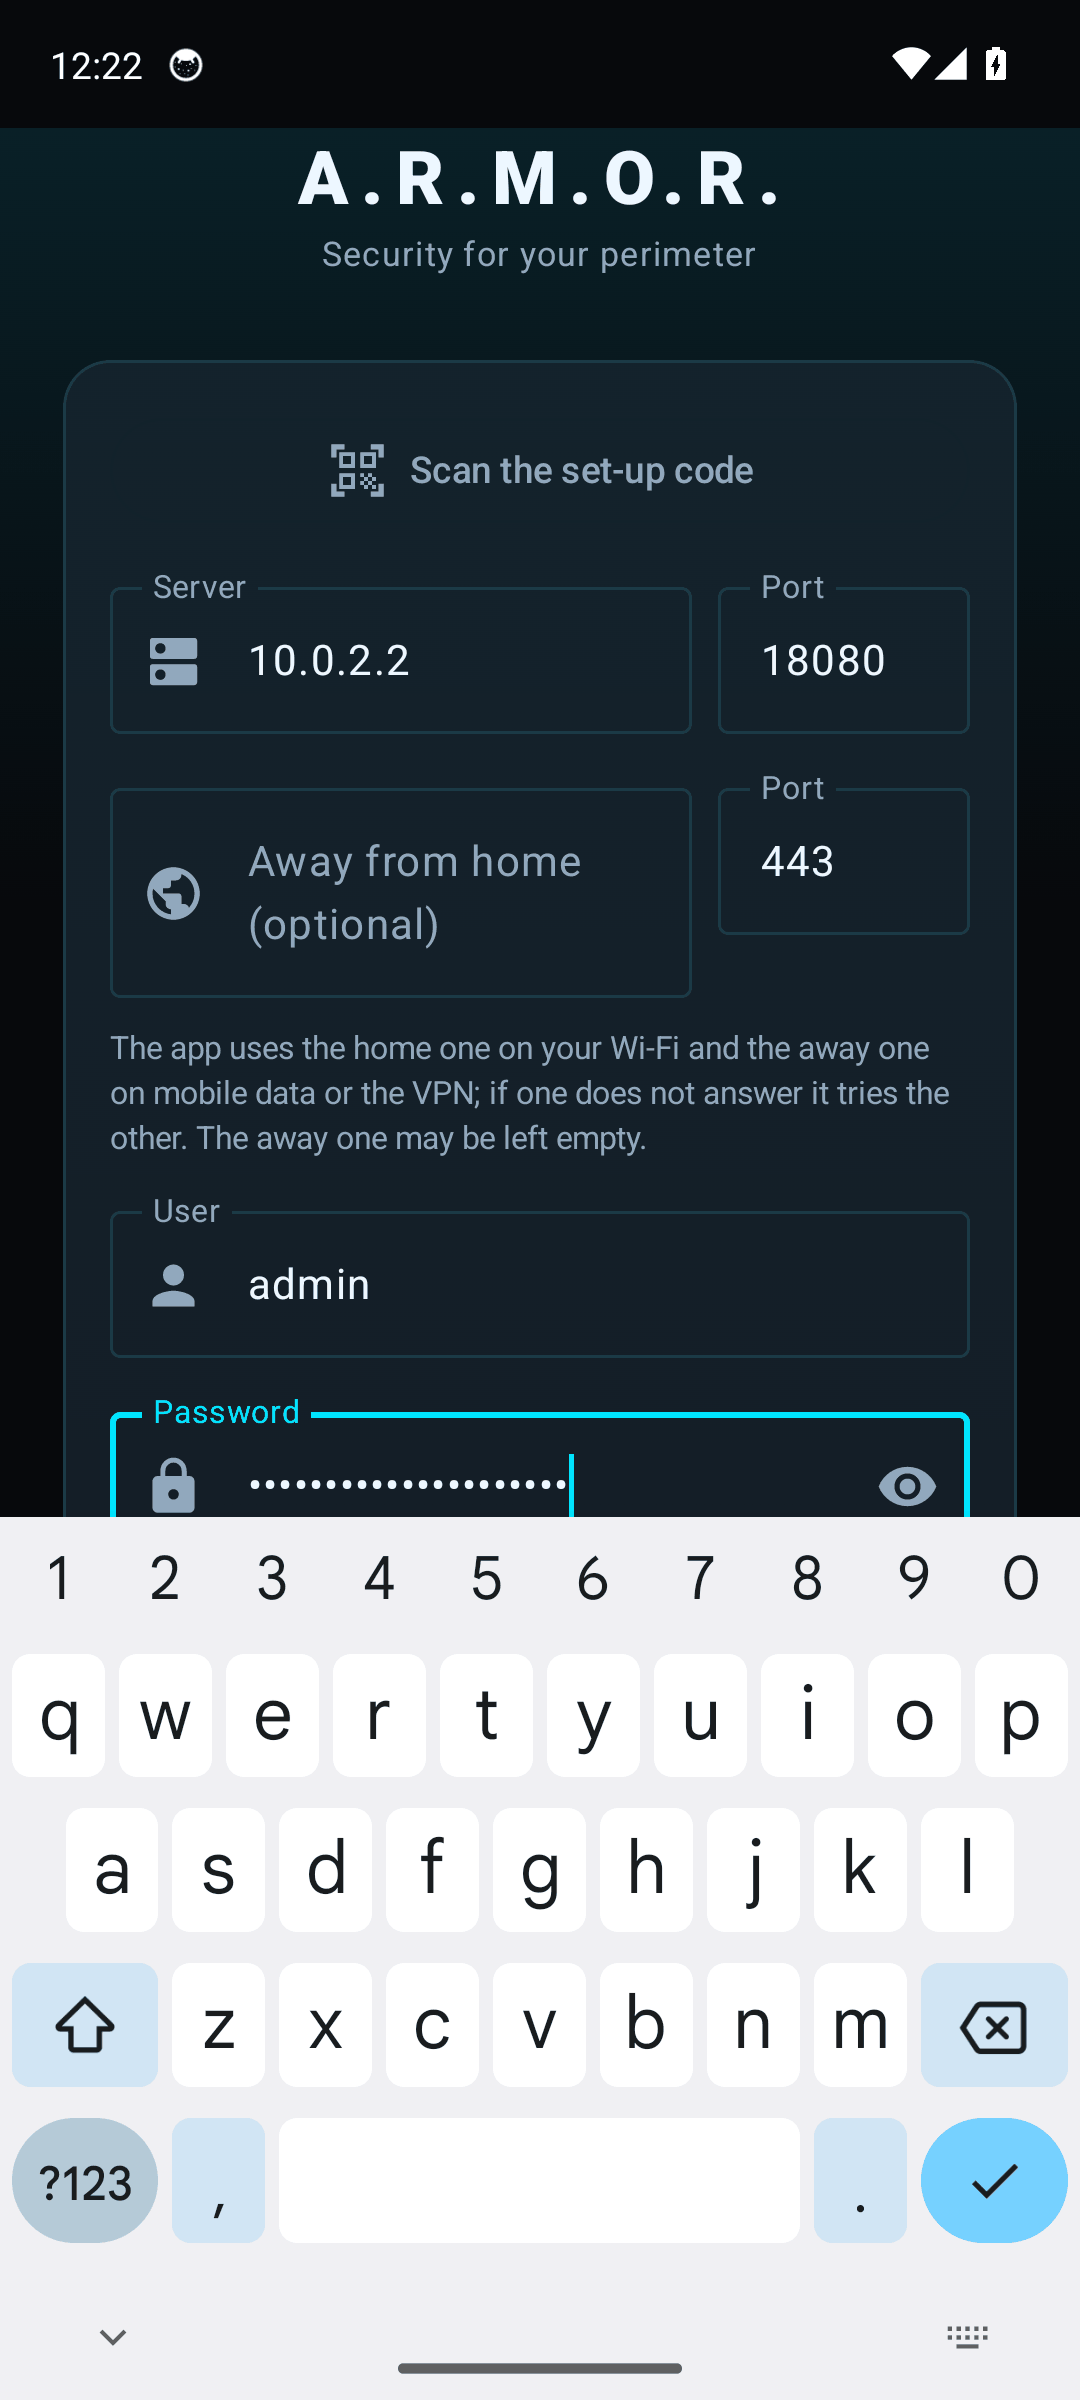 12:22
A.R.M.O.R.
Security for your perimeter
Scan the set-up code
Server
Port
10.0.2.2
18080
Port
Away from home
(optional)
443
The app uses the home one on your Wi-Fi and the away one
on mobile data or the VPN; if one does not answer it tries the
other. The away one may be left empty.
User
admin
Password
•••••••••••••••••••••
1 2 3 4 5 6 7 8 9 0
q w e r t y u i o p
a s d f g h j k l
z x c v b n m
?123 , .